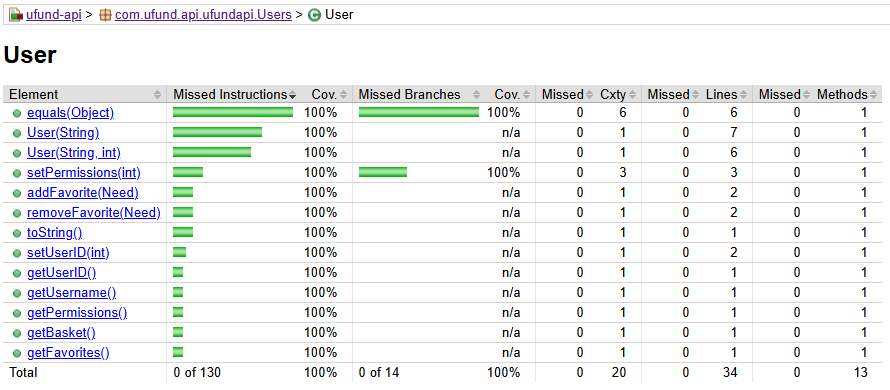 ufund-api > com.ufund.api.ufundapi.Users > User
User
Element Missed Instructions Cov. Missed Branches Cov. Missed Cxty Missed Lines Missed Methods
equals(Object) 100% 100% 0 6 0 6 0 1
User(String) 100% n/a 0 1 0 7 0 1
User(String, int) 100% n/a 0 1 0 6 0 1
setPermissions(int) 100% 100% 0 3 0 3 0 1
addFavorite(Need) 100% n/a 0 1 0 2 0 1
removeFavorite(Need) 100% n/a 0 1 0 2 0 1
toString() 100% n/a 0 1 0 1 0 1
setUserID(int) 100% n/a 0 1 0 2 0 1
getUserID() 100% n/a 0 1 0 1 0 1
getUsername() 100% n/a 0 1 0 1 0 1
getPermissions() 100% n/a 0 1 0 1 0 1
getBasket() 100% n/a 0 1 0 1 0 1
getFavorites() 100% n/a 0 1 0 1 0 1
Total 0 of 130 100% 0 of 14 100% 0 20 0 34 0 13